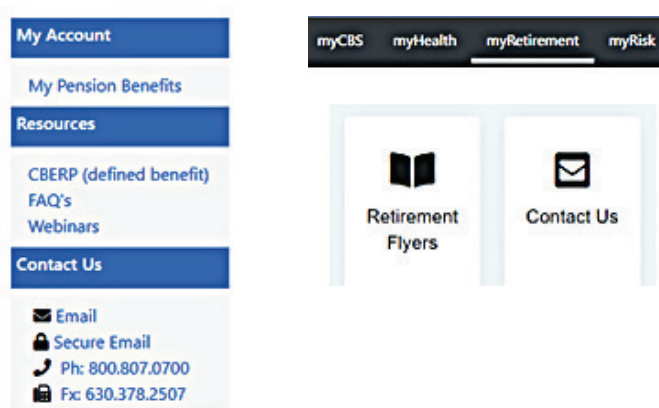 My Account
My Pension Benefits
Resources
CBERP (defined benefit)
FAQ's
Webinars
Contact Us
Email
Secure Email
Ph: 800.807.0700
Fx: 630.378.2507
myCBS myHealth myRetirement myRisk
Retirement
Flyers
Contact Us